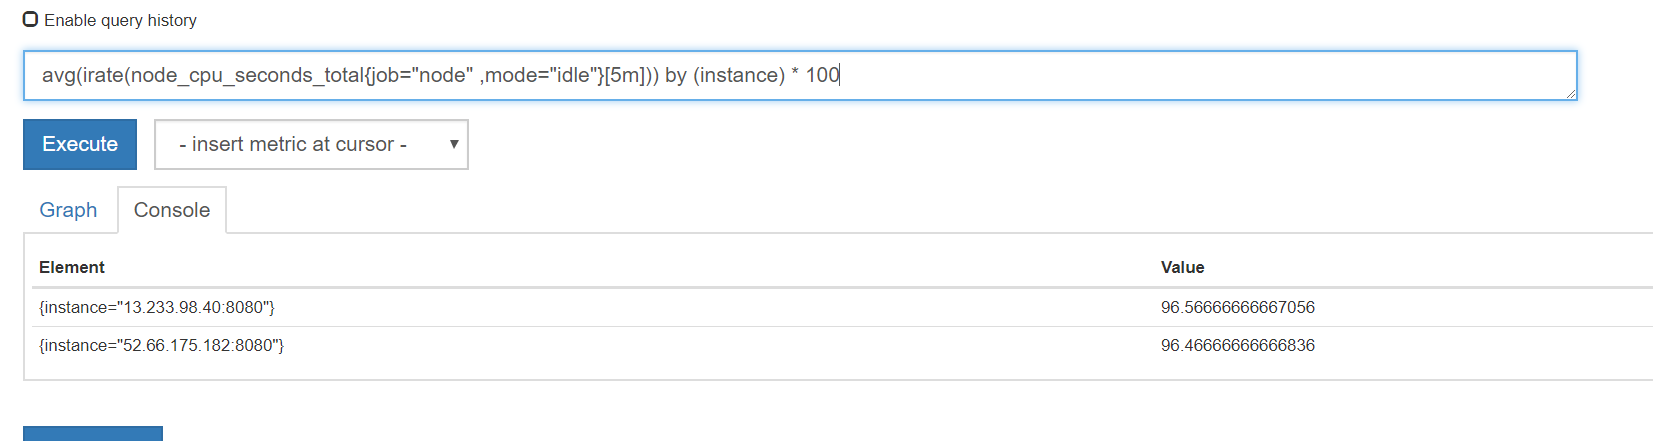 Enable query history
avg(irate(node_cpu_seconds_total{job="node" ,mode="idle"}[5m])) by (instance) * 100
Execute - insert metric at cursor -
Graph Console
Element Value
{instance="13.233.98.40:8080"} 96.56666666667056
{instance="52.66.175.182:8080"} 96.46666666666836